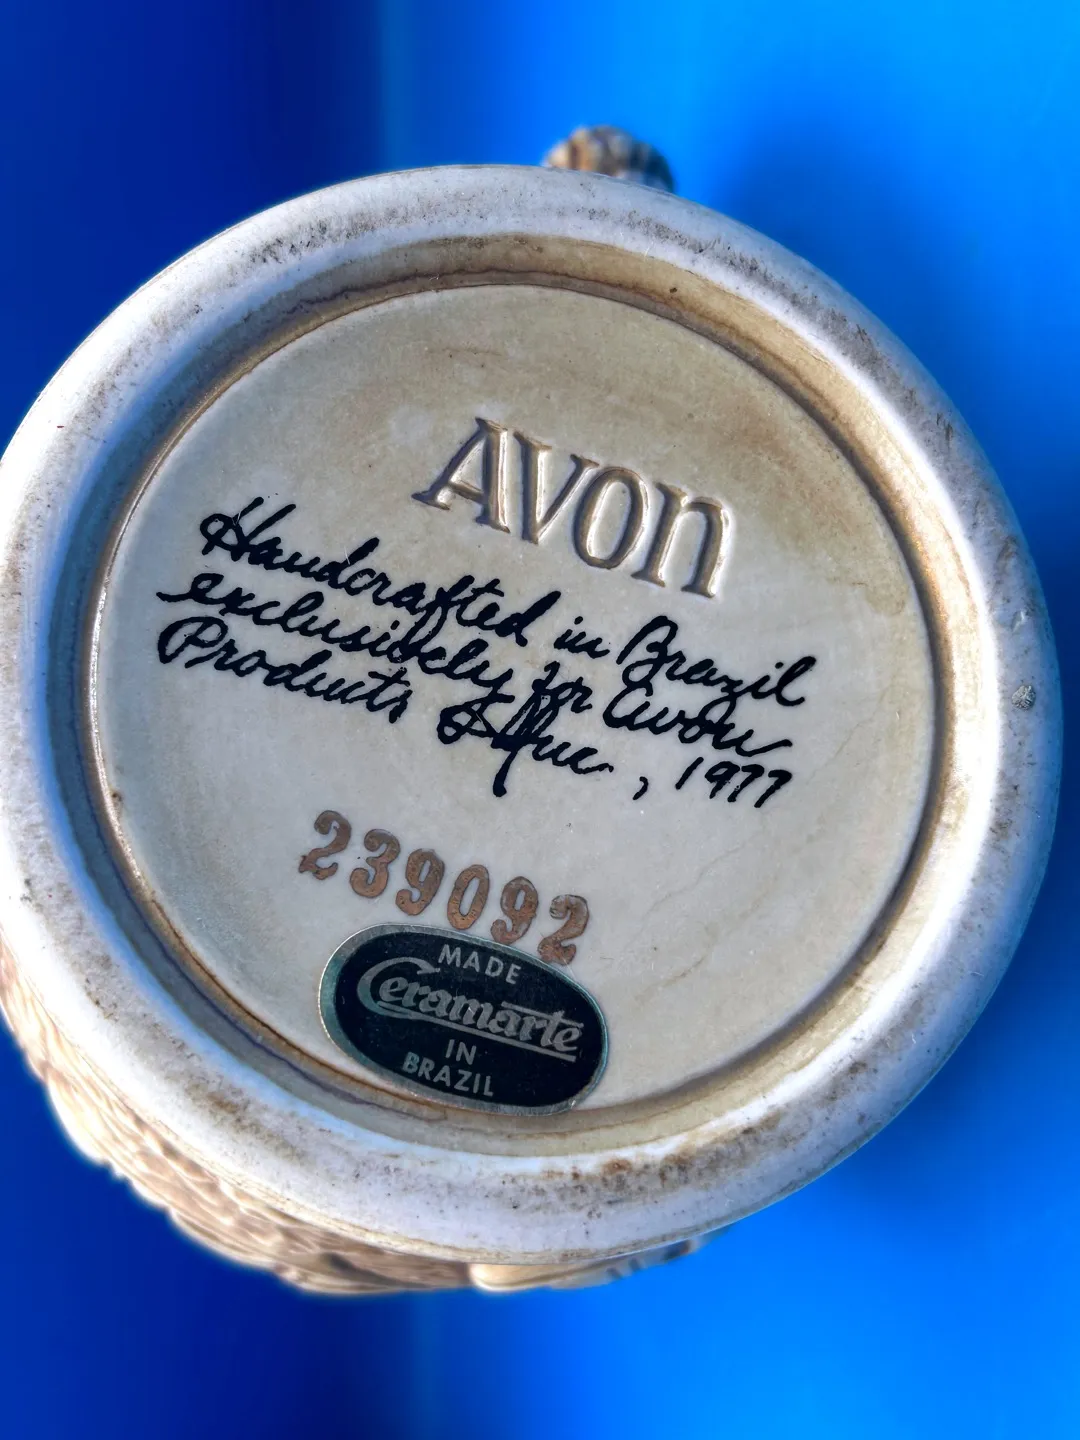 AVON
Handcrafted in Brazil
exclusively for Avon
Products Inc , 1977
239092
MADE
Ceramarte
IN
BRAZIL